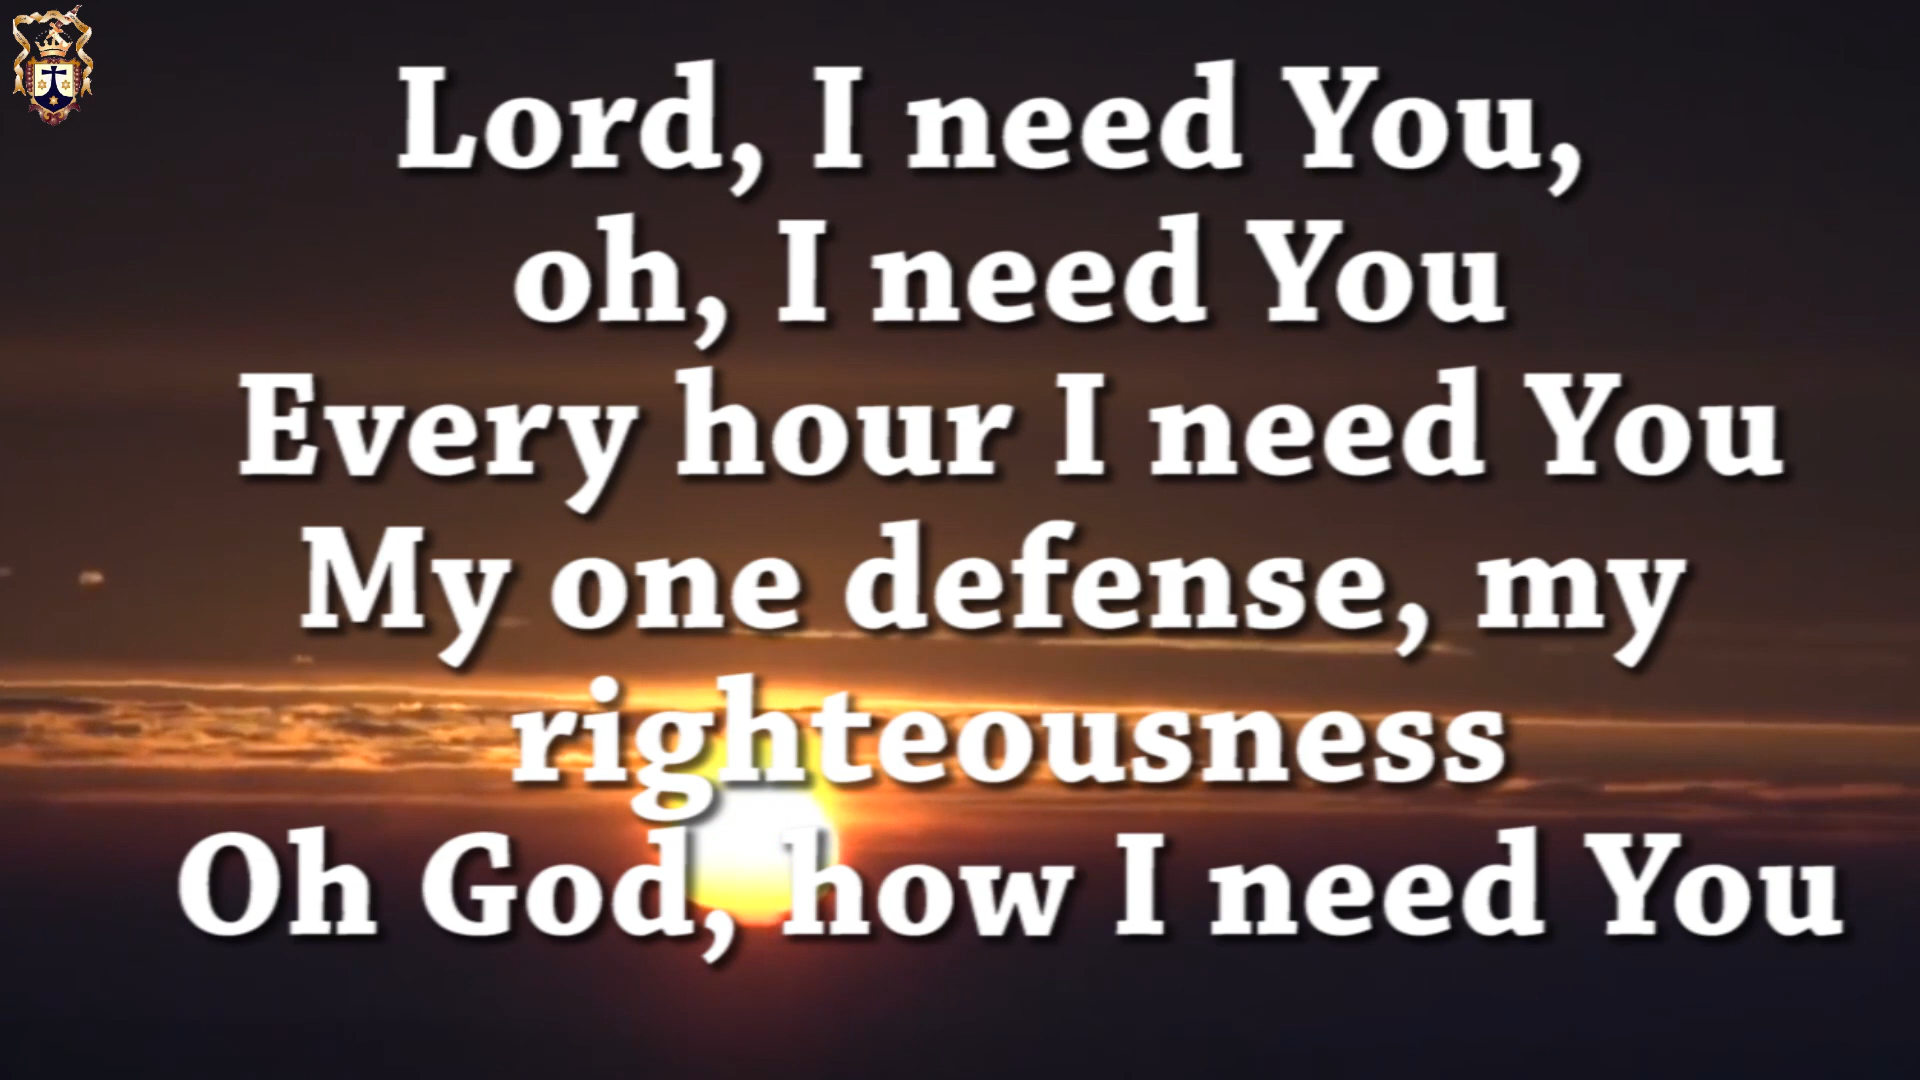 Lord, I need You,
oh, I need You
Every hour I need You
My one defense, my
righteousness
Oh God, how I need You